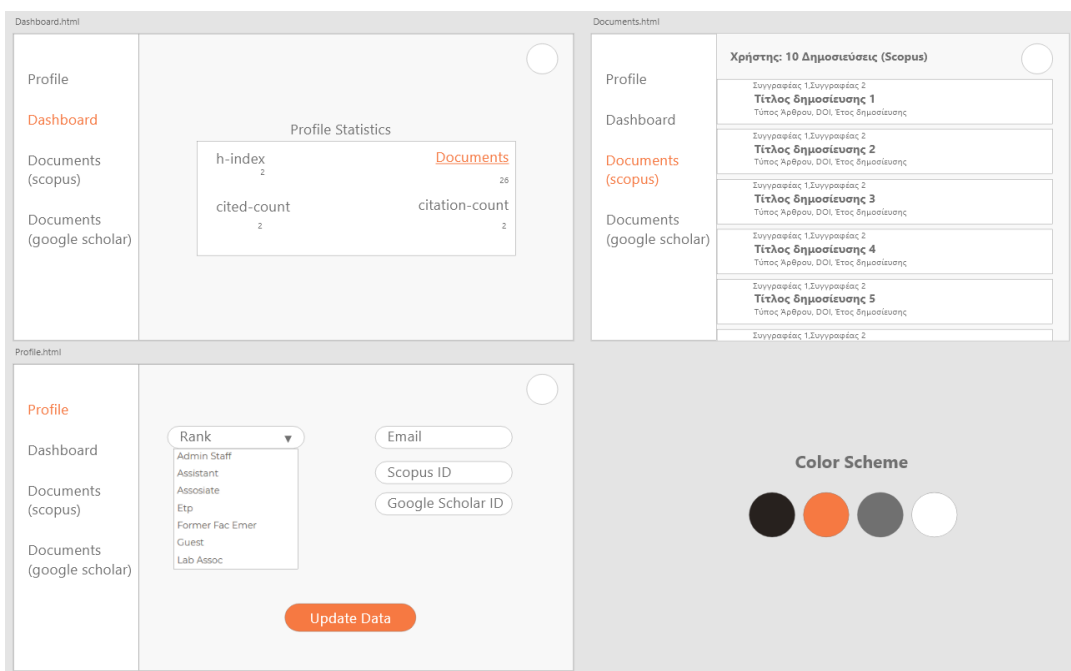 Dashboard.html
Profile
Dashboard
Documents
(scopus)
Documents
(google scholar)
Profile Statistics
h-index
2
Documents
26
cited-count
2
citation-count
2
Documents.html
Profile
Dashboard
Documents
(scopus)
Documents
(google scholar)
Χρήστης: 10 Δημοσιεύσεις (Scopus)
Συγγραφέας 1,Συγγραφέας 2
Τίτλος δημοσίευσης 1
Τύπος Άρθρου, DOI, Έτος δημοσίευσης
Συγγραφέας 1,Συγγραφέας 2
Τίτλος δημοσίευσης 2
Τύπος Άρθρου, DOI, Έτος δημοσίευσης
Συγγραφέας 1,Συγγραφέας 2
Τίτλος δημοσίευσης 3
Τύπος Άρθρου, DOI, Έτος δημοσίευσης
Συγγραφέας 1,Συγγραφέας 2
Τίτλος δημοσίευσης 4
Τύπος Άρθρου, DOI, Έτος δημοσίευσης
Συγγραφέας 1,Συγγραφέας 2
Τίτλος δημοσίευσης 5
Τύπος Άρθρου, DOI, Έτος δημοσίευσης
Συγγραφέας 1,Συγγραφέας 2
Profile.html
Profile
Dashboard
Documents
(scopus)
Documents
(google scholar)
Rank ▼
Admin Staff
Assistant
Assosiate
Etp
Former Fac Emer
Guest
Lab Assoc
Email
Scopus ID
Google Scholar ID
Update Data
Color Scheme